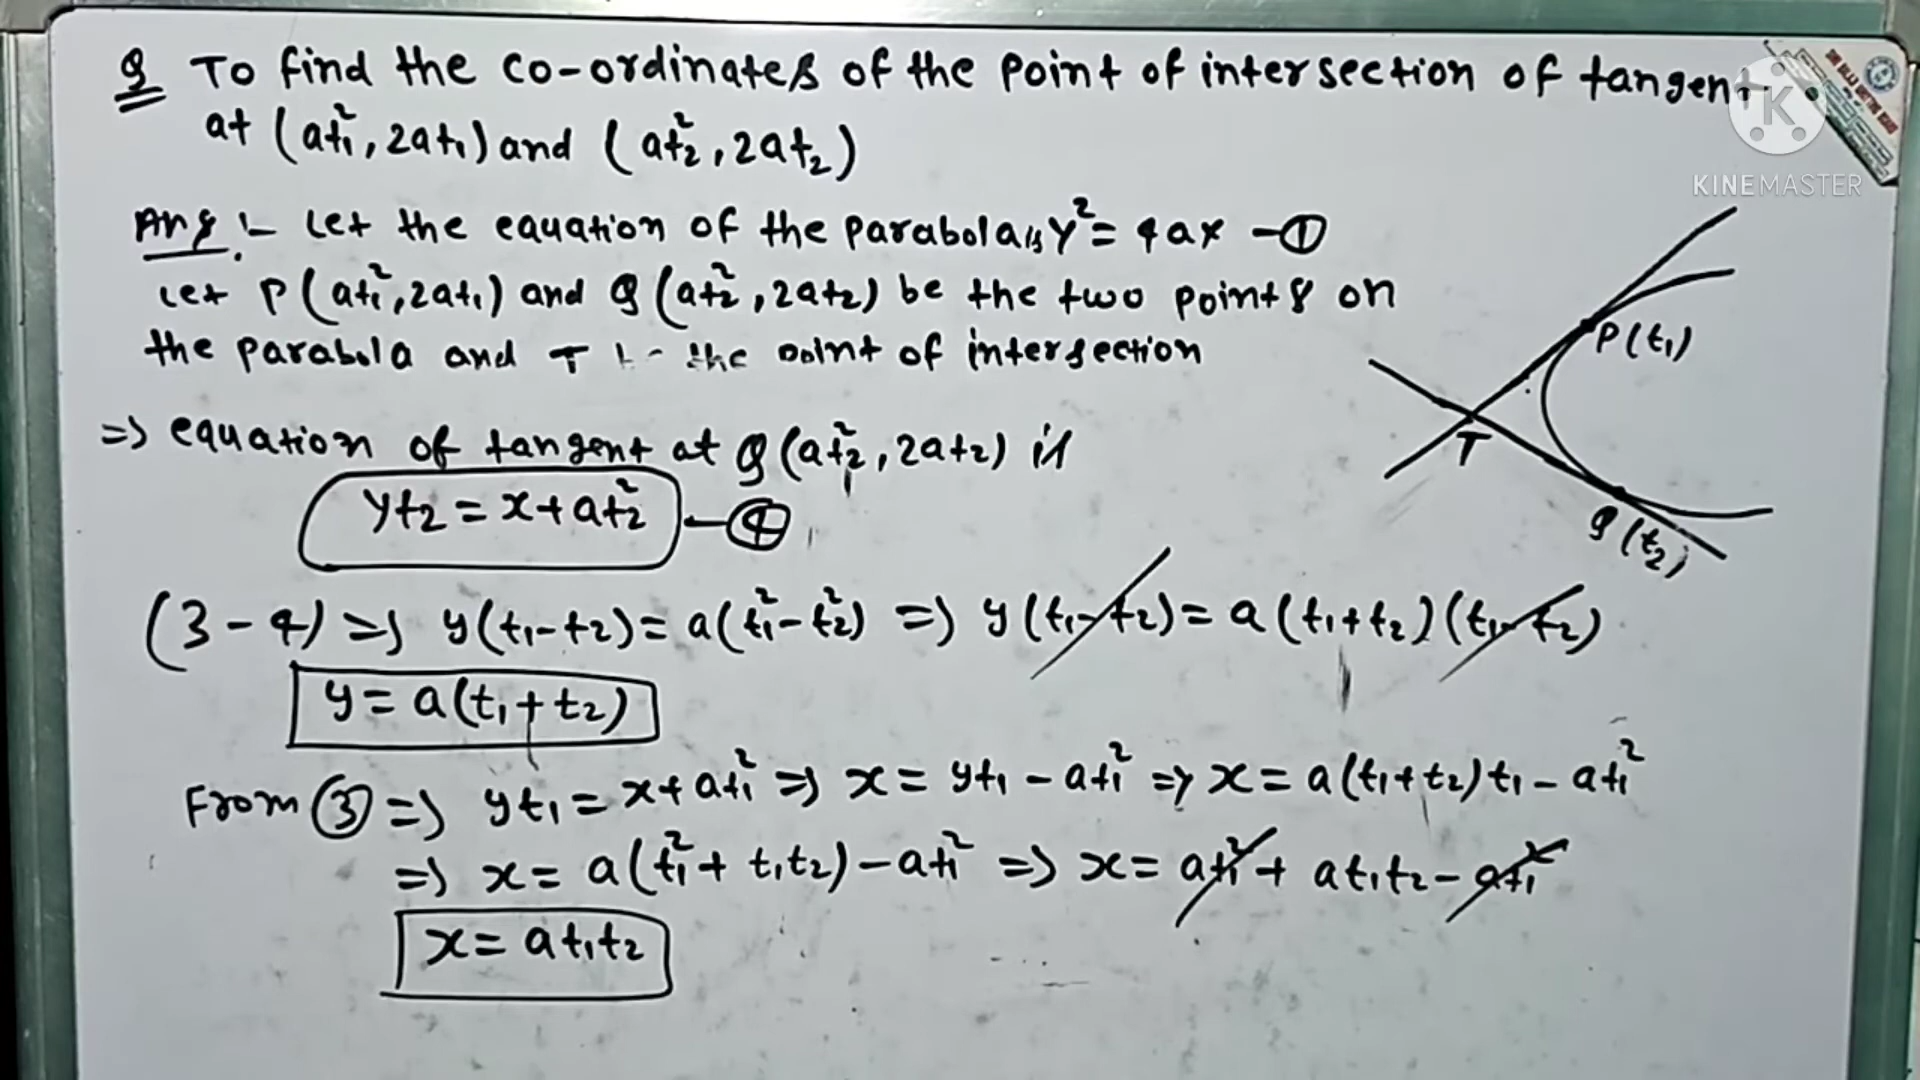 Q To find the co-ordinates of the point of intersection of tangent
at (at₁², 2at₁) and (at₂², 2at₂)
KINEMASTER
Ans :- Let the equation of the parabola is y² = 4ax —①
Let P(at₁², 2at₁) and Q(at₂², 2at₂) be the two points on
the parabola and T the point of intersection
P(t₁)
T
Q(t₂)
=> equation of tangent at Q(at₂², 2at₂) is
yt₂ = x + at₂² —④
(3 - 4) => y(t₁ - t₂) = a(t₁² - t₂²) => y(t₁ - t₂) = a(t₁ + t₂)(t₁ - t₂)
y = a(t₁ + t₂)
From ③ => yt₁ = x + at₁² => x = yt₁ - at₁² => x = a(t₁ + t₂)t₁ - at₁²
=> x = a(t₁² + t₁t₂) - at₁² => x = at₁² + at₁t₂ - at₁²
x = at₁t₂